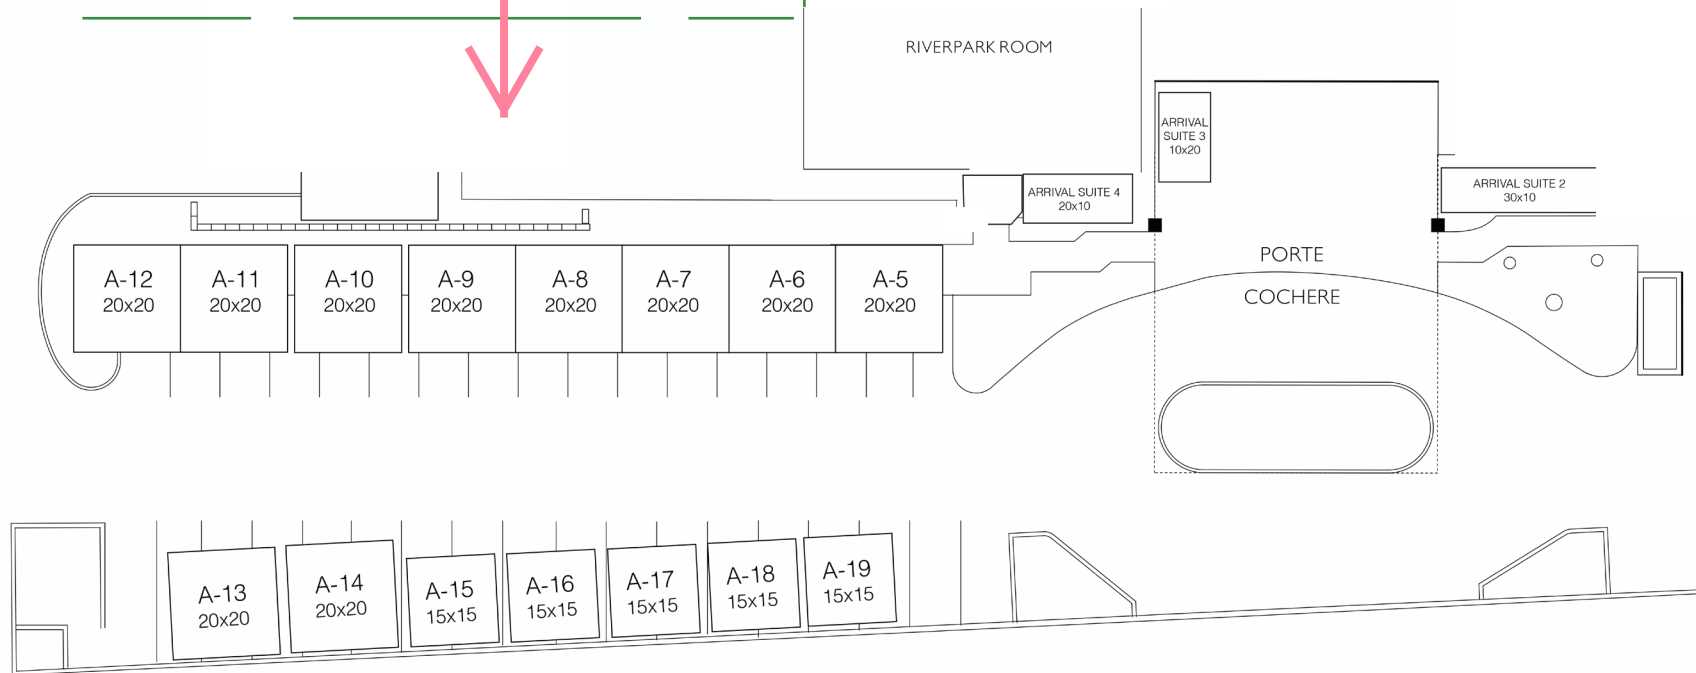 RIVERPARK ROOM
ARRIVAL
SUITE 3
10x20
ARRIVAL SUITE 4
20x10
ARRIVAL SUITE 2
30x10
PORTE
COCHERE
A-12
20x20
A-11
20x20
A-10
20x20
A-9
20x20
A-8
20x20
A-7
20x20
A-6
20x20
A-5
20x20
A-13
20x20
A-14
20x20
A-15
15x15
A-16
15x15
A-17
15x15
A-18
15x15
A-19
15x15